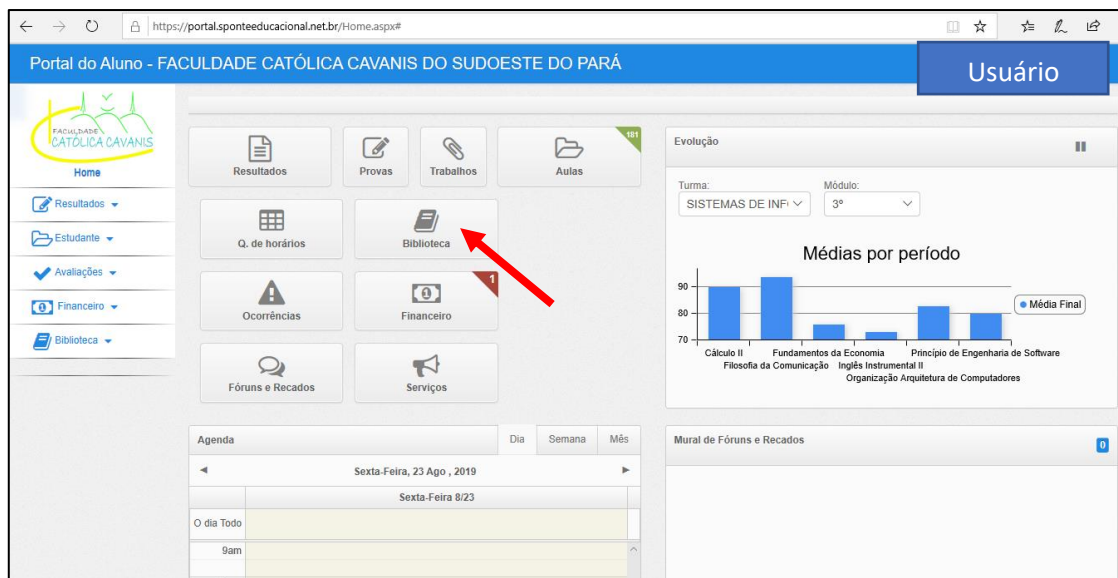 https://portal.sponteeducacional.net.br/Home.aspx#
Portal do Aluno - FACULDADE CATÓLICA CAVANIS DO SUDOESTE DO PARÁ
Usuário
FACULDADE
CATÓLICA CAVANIS
Home
Resultados
Estudante
Avaliações
Financeiro
Biblioteca
Resultados
Provas
Trabalhos
Aulas
181
Q. de horários
Biblioteca
Ocorrências
Financeiro
1
Fóruns e Recados
Serviços
Evolução
Turma:
Módulo:
SISTEMAS DE INF
3º
Médias por período
90
80
70
Média Final
Cálculo II
Fundamentos da Economia
Princípio de Engenharia de Software
Filosofia da Comunicação
Inglês Instrumental II
Organização Arquitetura de Computadores
Agenda
Dia
Semana
Mês
Sexta-Feira, 23 Ago , 2019
Sexta-Feira 8/23
O dia Todo
9am
Mural de Fóruns e Recados
0